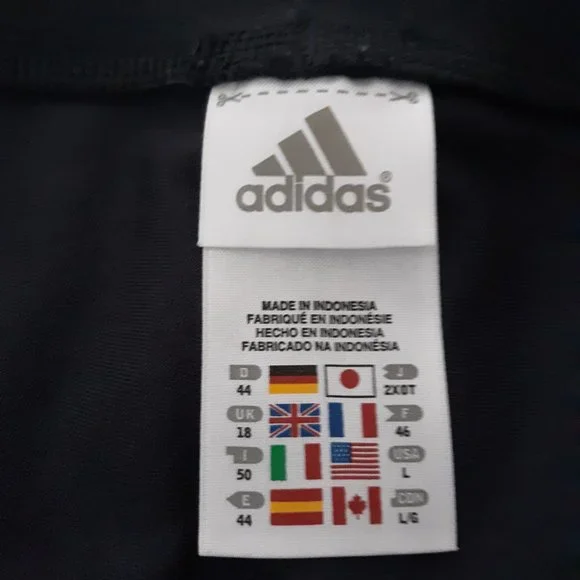 adidas®
MADE IN INDONESIA
FABRIQUÉ EN INDONÉSIE
HECHO EN INDONESIA
FABRICADO NA INDONÉSIA
D J
44 2XOT
UK F
18 46
I USA
50 L
E CDN
44 L/G